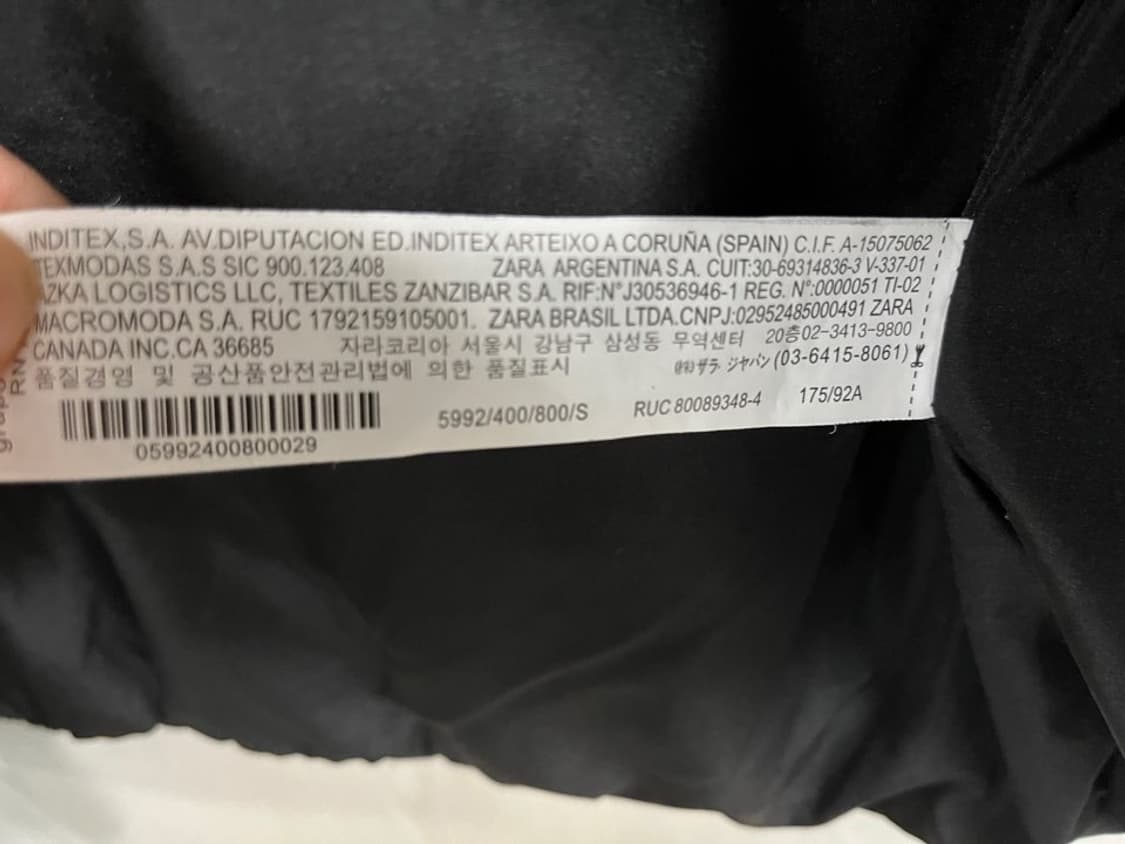 INDITEX,S.A. AV.DIPUTACION ED.INDITEX ARTEIXO A CORUÑA (SPAIN) C.I.F. A-15075062
TEXMODAS S.A.S SIC 900.123.408 ZARA ARGENTINA S.A. CUIT:30-69314836-3 V-337-01
AZKA LOGISTICS LLC, TEXTILES ZANZIBAR S.A. RIF:N°J30536946-1 REG. N°:0000051 TI-02
MACROMODA S.A. RUC 1792159105001. ZARA BRASIL LTDA.CNPJ:02952485000491 ZARA
CANADA INC.CA 36685 자라코리아 서울시 강남구 삼성동 무역센터 20층02-3413-9800
품질경영 및 공산품안전관리법에 의한 품질표시 ㈲ザラ ジャパン(03-6415-8061)
5992/400/800/S RUC 80089348-4 175/92A
05992400800029
RN